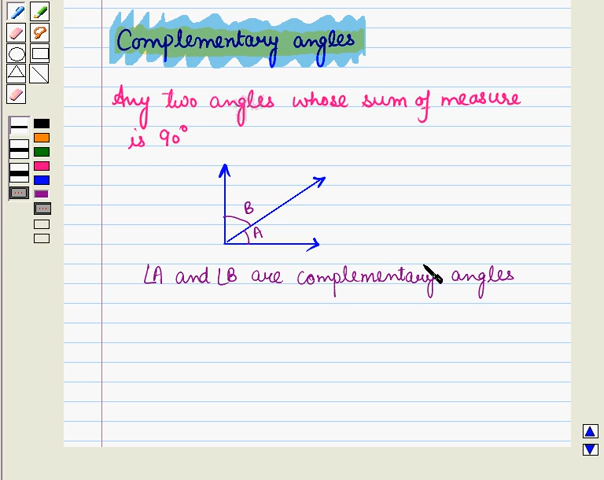 Complementary angles
Any two angles whose sum of measure
is 90°
B
A
∠A and ∠B are complementary angles